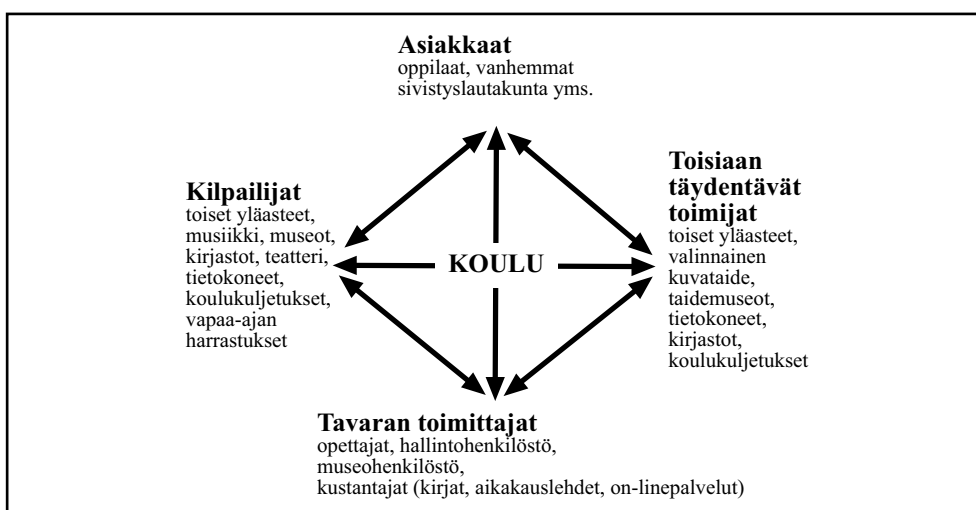 Asiakkaat
oppilaat, vanhemmat
sivistyslautakunta yms.
Kilpailijat
toiset yläasteet,
musiikki, museot,
kirjastot, teatteri,
tietokoneet,
koulukuljetukset,
vapaa-ajan
harrastukset
KOULU
Toisiaan
täydentävät
toimijat
toiset yläasteet,
valinnainen
kuvataide,
taidemuseot,
tietokoneet,
kirjastot,
koulukuljetukset
Tavaran toimittajat
opettajat, hallintohenkilöstö,
museohenkilöstö,
kustantajat (kirjat, aikakauslehdet, on-linepalvelut)